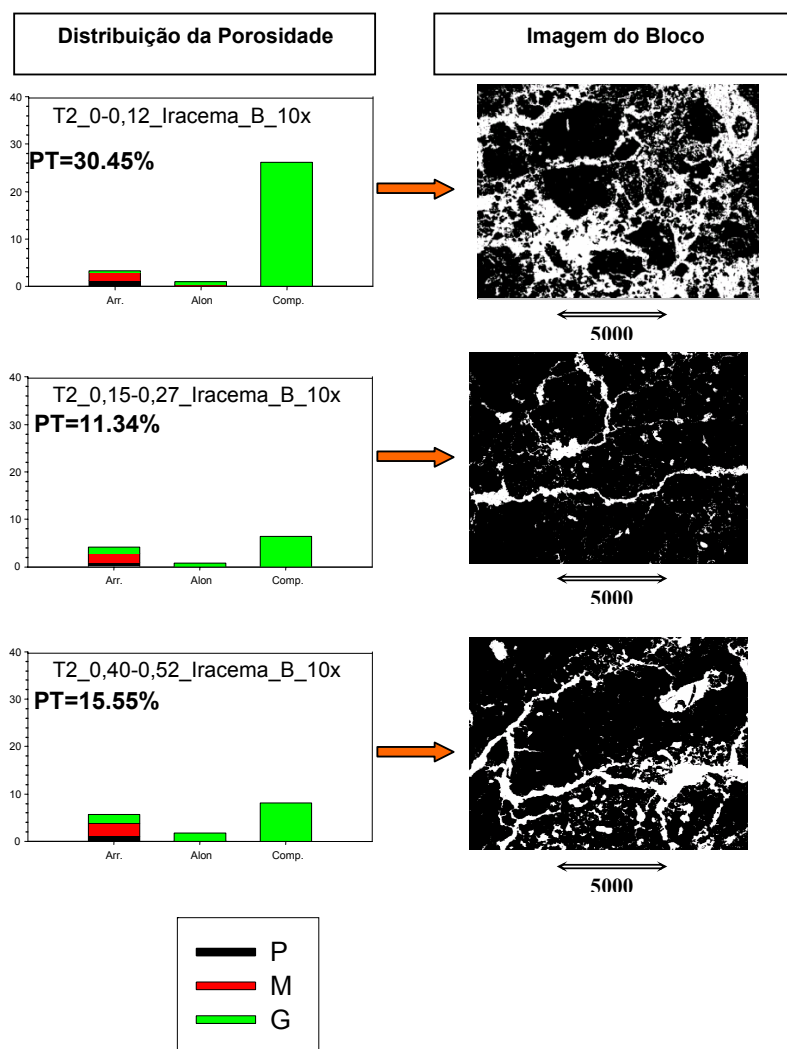 Distribuição da Porosidade
Imagem do Bloco
T2_0-0,12_Iracema_B_10x
PT=30.45%
40
30
20
10
0
Arr.
Alon
Comp.
5000
T2_0,15-0,27_Iracema_B_10x
PT=11.34%
40
30
20
10
0
Arr.
Alon
Comp.
5000
T2_0,40-0,52_Iracema_B_10x
PT=15.55%
40
30
20
10
0
Arr.
Alon
Comp.
5000
P
M
G